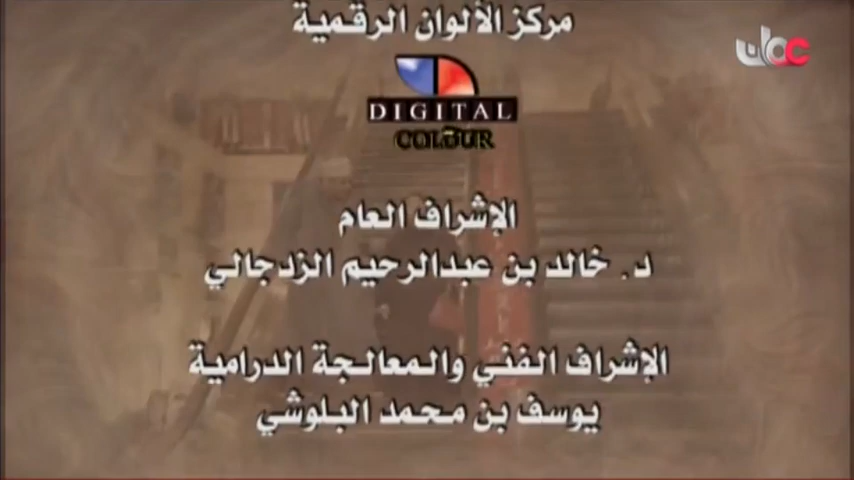 مركز الألوان الرقمية
عمان
DIGITAL
COLOUR
الإشراف العام
د. خالد بن عبدالرحيم الزدجالي
الإشراف الفني والمعالجة الدرامية
يوسف بن محمد البلوشي